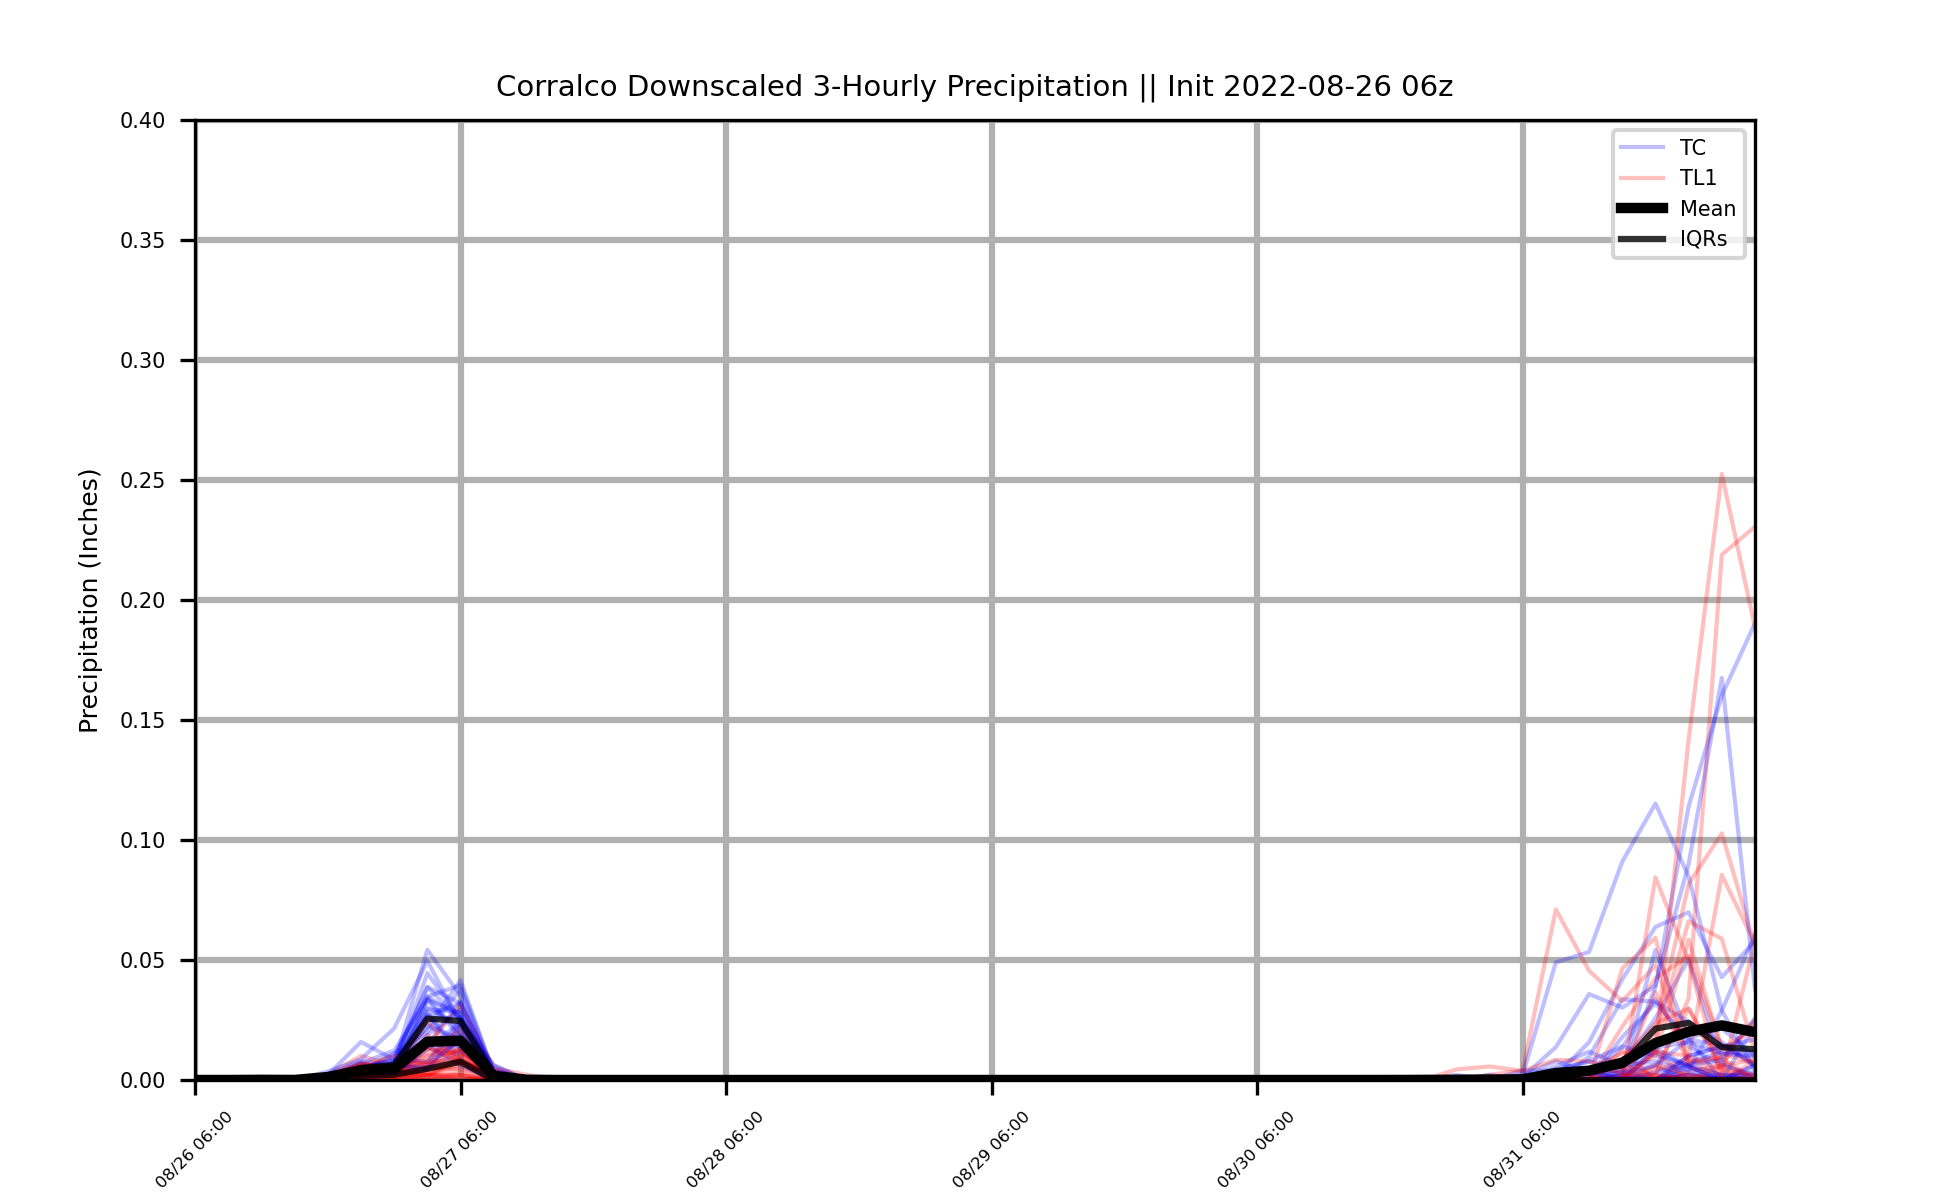 Corralco Downscaled 3-Hourly Precipitation || Init 2022-08-26 06z
Precipitation (Inches)
0.40
0.35
0.30
0.25
0.20
0.15
0.10
0.05
0.00
TC
TL1
Mean
IQRs
08/26 06:00
08/27 06:00
08/28 06:00
08/29 06:00
08/30 06:00
08/31 06:00